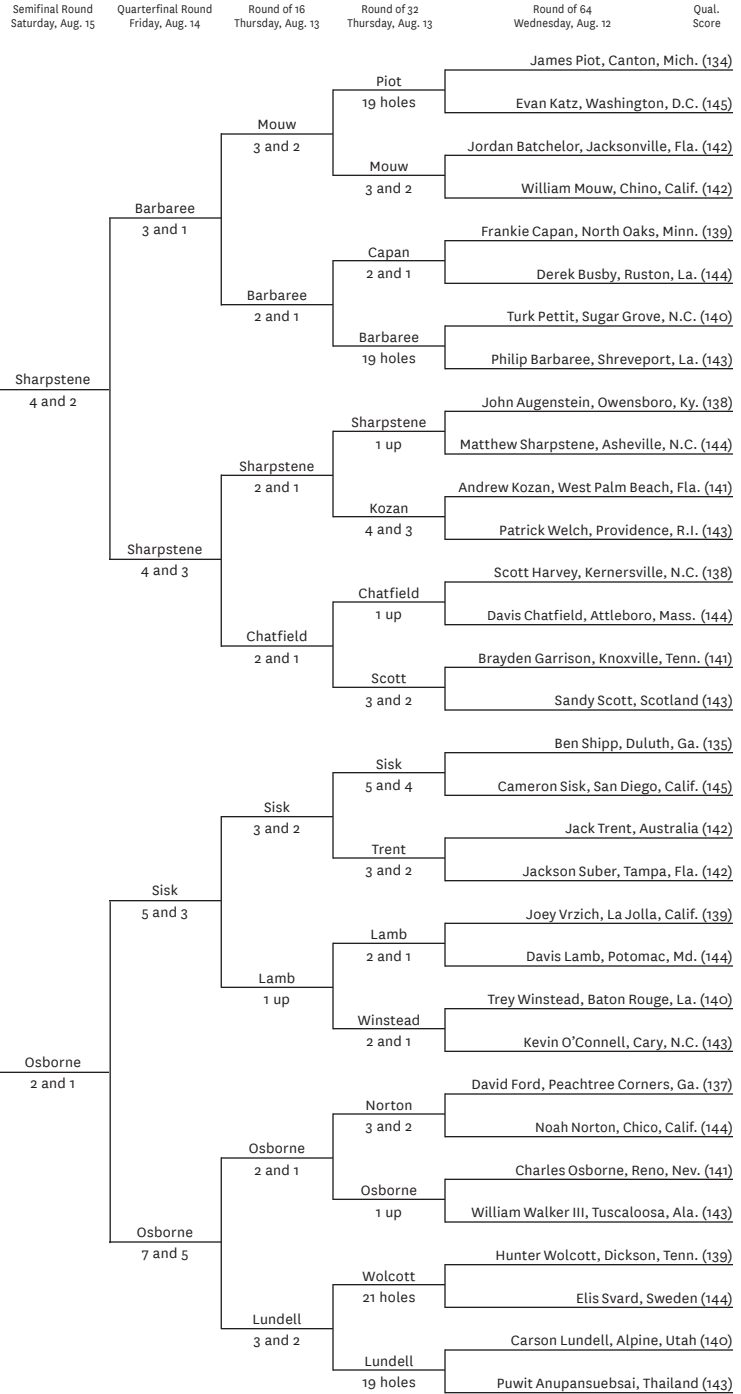 Semifinal Round
Saturday, Aug. 15
Quarterfinal Round
Friday, Aug. 14
Round of 16
Thursday, Aug. 13
Round of 32
Thursday, Aug. 13
Round of 64
Wednesday, Aug. 12
Qual.
Score
James Piot, Canton, Mich. (134)
Piot
19 holes
Evan Katz, Washington, D.C. (145)
Mouw
3 and 2
Jordan Batchelor, Jacksonville, Fla. (142)
Mouw
3 and 2
William Mouw, Chino, Calif. (142)
Barbaree
3 and 1
Frankie Capan, North Oaks, Minn. (139)
Capan
2 and 1
Derek Busby, Ruston, La. (144)
Barbaree
2 and 1
Turk Pettit, Sugar Grove, N.C. (140)
Barbaree
19 holes
Philip Barbaree, Shreveport, La. (143)
Sharpstene
4 and 2
John Augenstein, Owensboro, Ky. (138)
Sharpstene
1 up
Matthew Sharpstene, Asheville, N.C. (144)
Sharpstene
2 and 1
Andrew Kozan, West Palm Beach, Fla. (141)
Kozan
4 and 3
Patrick Welch, Providence, R.I. (143)
Sharpstene
4 and 3
Scott Harvey, Kernersville, N.C. (138)
Chatfield
1 up
Davis Chatfield, Attleboro, Mass. (144)
Chatfield
2 and 1
Brayden Garrison, Knoxville, Tenn. (141)
Scott
3 and 2
Sandy Scott, Scotland (143)
Ben Shipp, Duluth, Ga. (135)
Sisk
5 and 4
Cameron Sisk, San Diego, Calif. (145)
Sisk
3 and 2
Jack Trent, Australia (142)
Trent
3 and 2
Jackson Suber, Tampa, Fla. (142)
Sisk
5 and 3
Joey Vrzich, La Jolla, Calif. (139)
Lamb
2 and 1
Davis Lamb, Potomac, Md. (144)
Lamb
1 up
Trey Winstead, Baton Rouge, La. (140)
Winstead
2 and 1
Kevin O’Connell, Cary, N.C. (143)
Osborne
2 and 1
David Ford, Peachtree Corners, Ga. (137)
Norton
3 and 2
Noah Norton, Chico, Calif. (144)
Osborne
2 and 1
Charles Osborne, Reno, Nev. (141)
Osborne
1 up
William Walker III, Tuscaloosa, Ala. (143)
Osborne
7 and 5
Hunter Wolcott, Dickson, Tenn. (139)
Wolcott
21 holes
Elis Svard, Sweden (144)
Lundell
3 and 2
Carson Lundell, Alpine, Utah (140)
Lundell
19 holes
Puwit Anupansuebsai, Thailand (143)